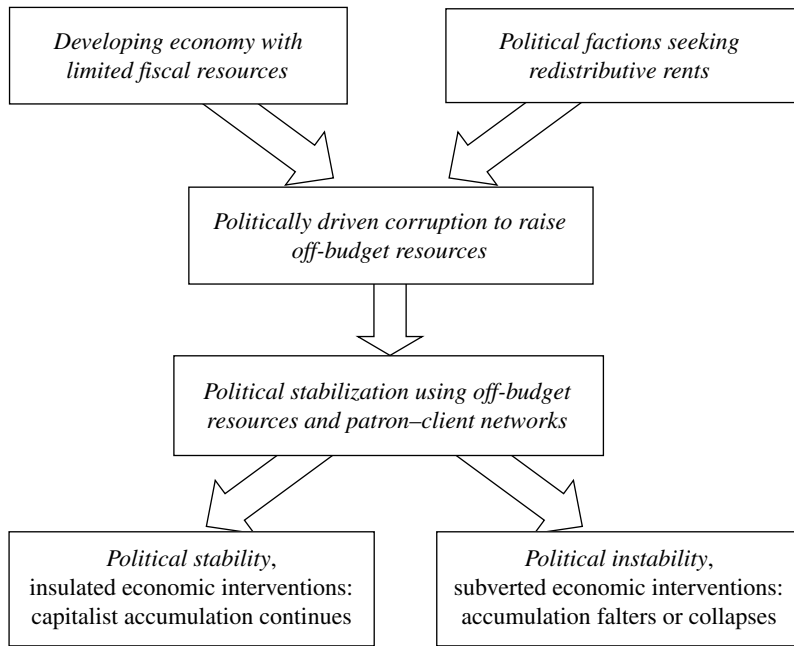 Developing economy with
limited fiscal resources
Political factions seeking
redistributive rents
Politically driven corruption to raise
off-budget resources
Political stabilization using off-budget
resources and patron–client networks
Political stability,
insulated economic interventions:
capitalist accumulation continues
Political instability,
subverted economic interventions:
accumulation falters or collapses